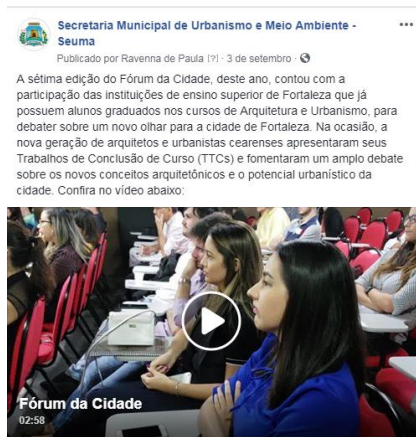 Secretaria Municipal de Urbanismo e Meio Ambiente -
Seuma
Publicado por Ravenna de Paula [?] · 3 de setembro ·
A sétima edição do Fórum da Cidade, deste ano, contou com a
participação das instituições de ensino superior de Fortaleza que já
possuem alunos graduados nos cursos de Arquitetura e Urbanismo, para
debater sobre um novo olhar para a cidade de Fortaleza. Na ocasião, a
nova geração de arquitetos e urbanistas cearenses apresentaram seus
Trabalhos de Conclusão de Curso (TTCs) e fomentaram um amplo debate
sobre os novos conceitos arquitetônicos e o potencial urbanístico da
cidade. Confira no vídeo abaixo:
Fórum da Cidade
02:58